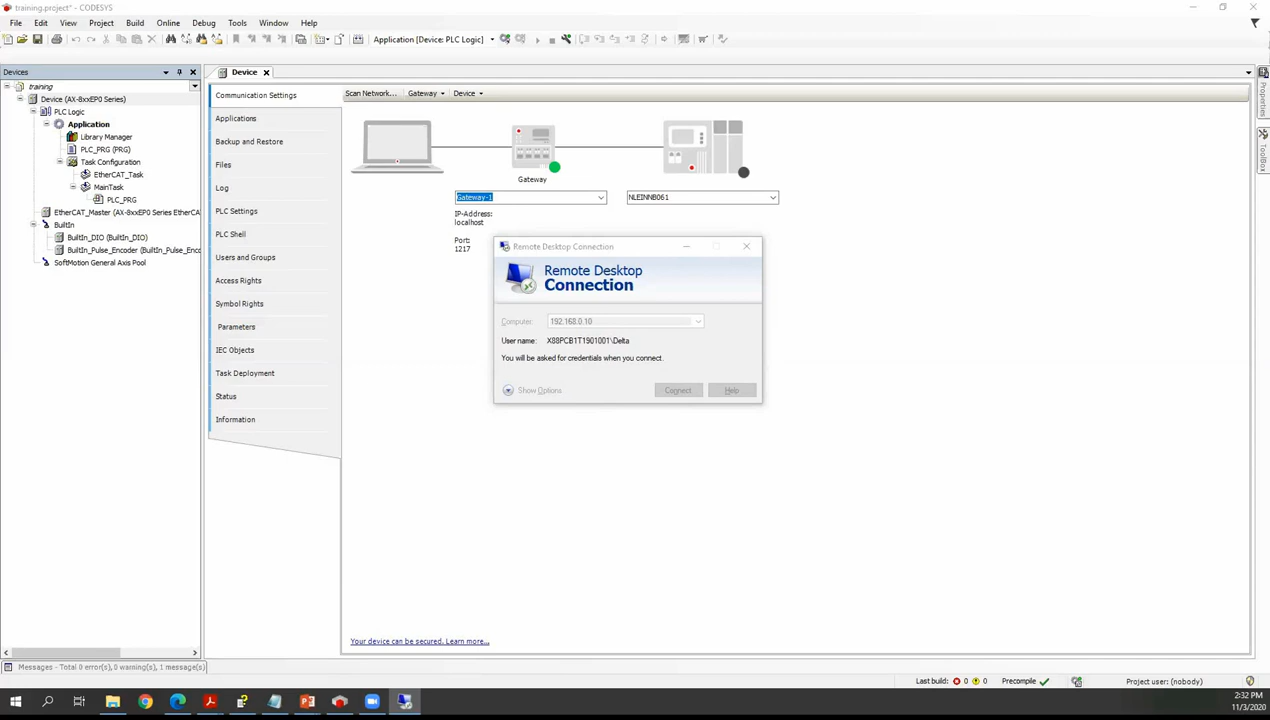 training.project* - CODESYS
File Edit View Project Build Online Debug Tools Window Help
Application [Device: PLC Logic]
Devices
training
Device (AX-8xxEP0 Series)
PLC Logic
Application
Library Manager
PLC_PRG (PRG)
Task Configuration
EtherCAT_Task
MainTask
PLC_PRG
EtherCAT_Master (AX-8xxEP0 Series EtherCA
BuiltIn
BuiltIn_DIO (BuiltIn_DIO)
BuiltIn_Pulse_Encoder (BuiltIn_Pulse_Enco
SoftMotion General Axis Pool
Device
Communication Settings
Applications
Backup and Restore
Files
Log
PLC Settings
PLC Shell
Users and Groups
Access Rights
Symbol Rights
Parameters
IEC Objects
Task Deployment
Status
Information
Scan Network... Gateway Device
Gateway
Gateway-1
NLEINNB061
IP-Address:
localhost
Port:
1217
Remote Desktop Connection
Remote Desktop
Connection
Computer: 192.168.0.10
User name: X88PCB1T1901001\Delta
You will be asked for credentials when you connect.
Show Options Connect Help
Your device can be secured. Learn more...
Properties
ToolBox
Messages - Total 0 error(s), 0 warning(s), 1 message(s)
Last build: 0 0 Precompile Project user: (nobody)
2:32 PM
11/3/2020